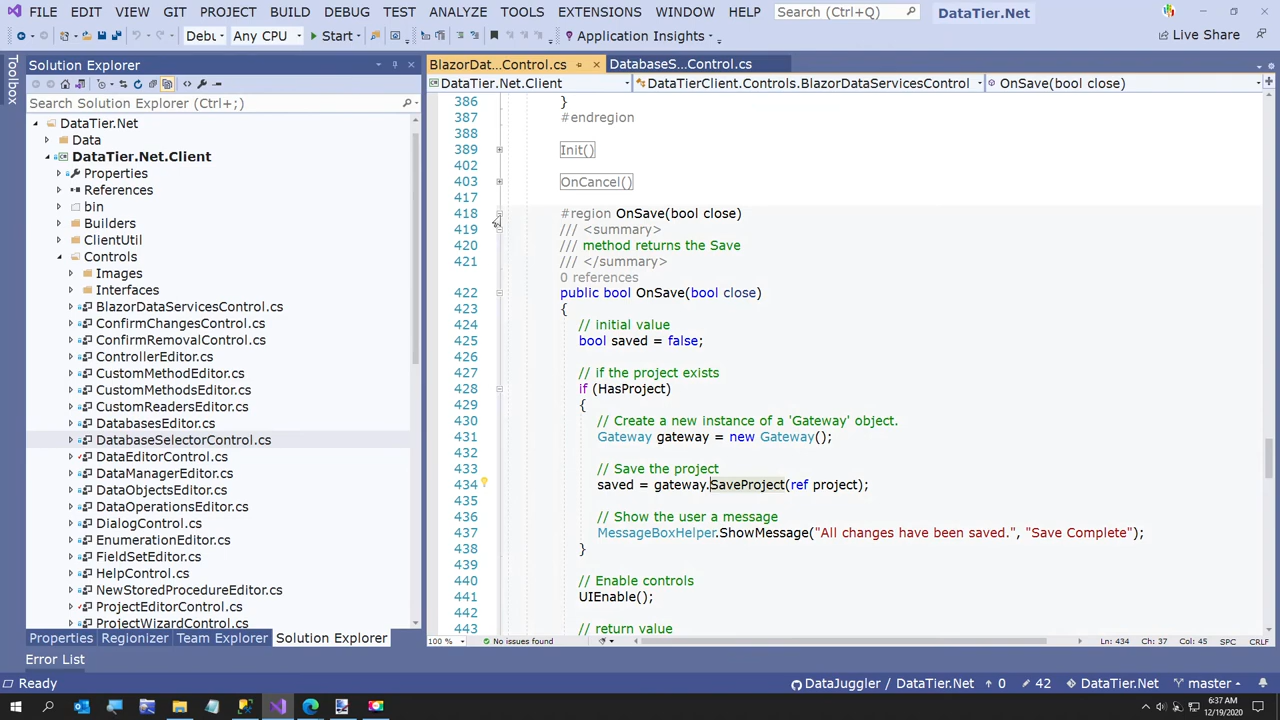 FILE EDIT VIEW GIT PROJECT BUILD DEBUG TEST ANALYZE TOOLS EXTENSIONS WINDOW HELP Search (Ctrl+Q) DataTier.Net
Debu Any CPU Start Application Insights Live Share
Toolbox
Solution Explorer
Search Solution Explorer (Ctrl+;)
DataTier.Net
Data
DataTier.Net.Client
Properties
References
bin
Builders
ClientUtil
Controls
Images
Interfaces
BlazorDataServicesControl.cs
ConfirmChangesControl.cs
ConfirmRemovalControl.cs
ControllerEditor.cs
CustomMethodEditor.cs
CustomMethodsEditor.cs
CustomReadersEditor.cs
DatabasesEditor.cs
DatabaseSelectorControl.cs
DataEditorControl.cs
DataManagerEditor.cs
DataObjectsEditor.cs
DataOperationsEditor.cs
DialogControl.cs
EnumerationEditor.cs
FieldSetEditor.cs
HelpControl.cs
NewStoredProcedureEditor.cs
ProjectEditorControl.cs
ProjectWizardControl.cs
Properties Regionizer Team Explorer Solution Explorer
BlazorDat...Control.cs DatabaseS...Control.cs
DataTier.Net.Client DataTierClient.Controls.BlazorDataServicesControl OnSave(bool close)
386 }
387 #endregion
388
389 Init()
402
403 OnCancel()
417
418 #region OnSave(bool close)
419 /// <summary>
420 /// method returns the Save
421 /// </summary>
0 references
422 public bool OnSave(bool close)
423 {
424 // initial value
425 bool saved = false;
426
427 // if the project exists
428 if (HasProject)
429 {
430 // Create a new instance of a 'Gateway' object.
431 Gateway gateway = new Gateway();
432
433 // Save the project
434 saved = gateway.SaveProject(ref project);
435
436 // Show the user a message
437 MessageBoxHelper.ShowMessage("All changes have been saved.", "Save Complete");
438 }
439
440 // Enable controls
441 UIEnable();
442
443 // return value
100 % No issues found Ln: 434 Ch: 37 Col: 45 SPC CRLF
Error List
Ready DataJuggler / DataTier.Net 0 42 DataTier.Net master
6:37 AM
12/19/2020